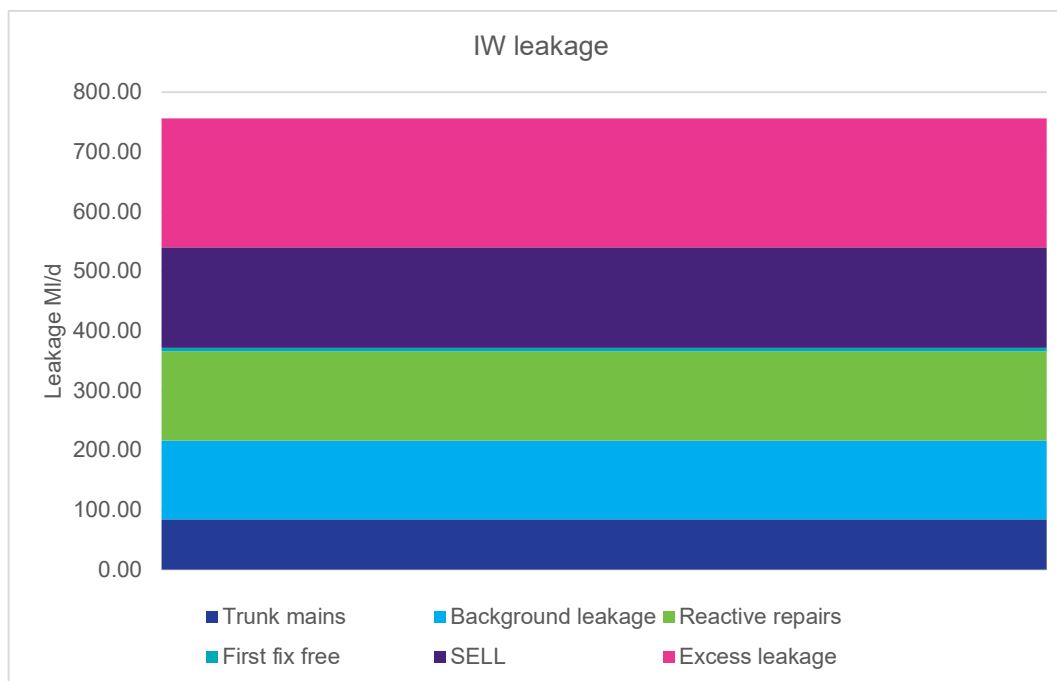 IW leakage
800.00
700.00
600.00
500.00
400.00
300.00
200.00
100.00
0.00
Leakage Ml/d
Trunk mains
Background leakage
Reactive repairs
First fix free
SELL
Excess leakage